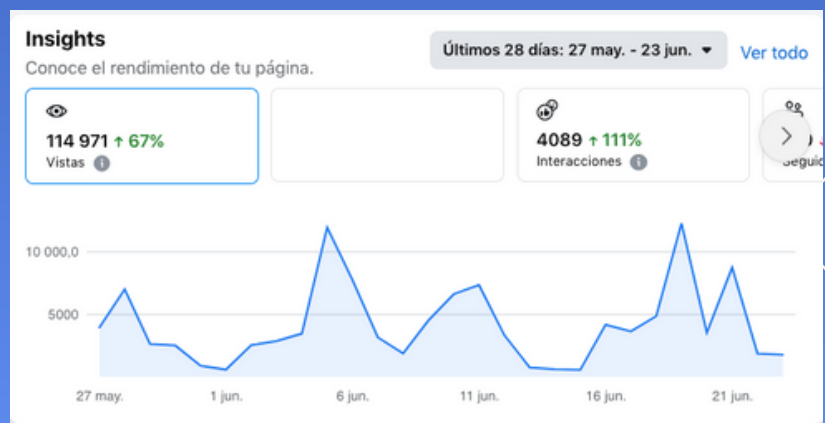 Insights
Últimos 28 días: 27 may. - 23 jun.
Ver todo
Conoce el rendimiento de tu página.
114 971 ↑ 67%
Vistas
4089 ↑ 111%
Interacciones
10 000,0
5000
27 may.
1 jun.
6 jun.
11 jun.
16 jun.
21 jun.